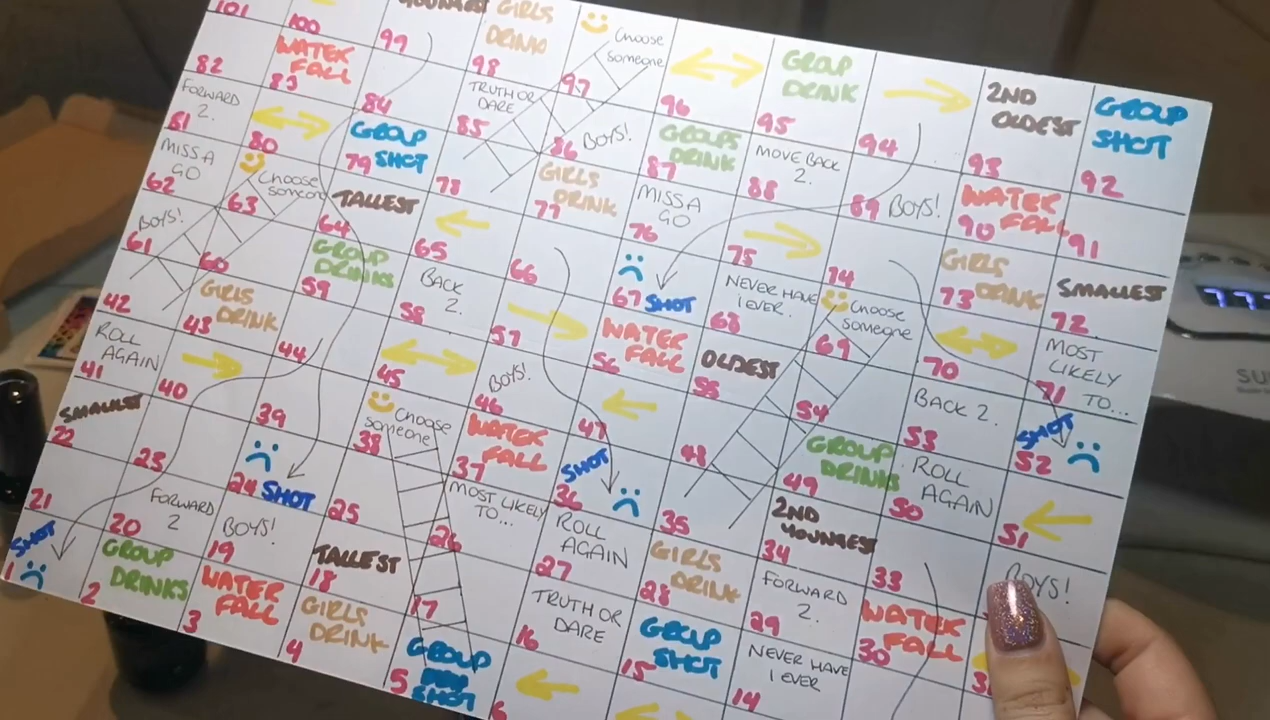 101
100
YOUNGEST
GIRLS
DRINK
Choose
someone
99
98
97
96
GROUP
DRINK
95
94
2ND
OLDEST
93
GROUP
SHOT
92
82
WATER
FALL
83
84
TRUTH OR
DARE
85
86
BOYS!
GROUPS
DRINK
87
MOVE BACK
2.
88
89
BOYS!
WATER
FALL
90
91
FORWARD
2.
81
80
GROUP
SHOT
79
78
GIRLS
DRINK
77
MISS A
GO
76
75
74
GIRLS
DRINK
73
SMALLEST
72
MISS A
GO
62
Choose
someone
63
64
TALLEST
65
66
67
SHOT
NEVER HAVE
I EVER.
68
Choose
someone
69
70
MOST
LIKELY
TO...
71
BOYS!
61
60
GROUP
DRINKS
59
BACK
2.
58
57
WATER
FALL
56
OLDEST
55
54
BACK 2.
53
SHOT
52
42
GIRLS
DRINK
43
44
45
BOYS!
46
47
48
GROUP
DRINKS
49
ROLL
AGAIN
50
51
ROLL
AGAIN
41
40
39
Choose
someone
38
WATER
FALL
37
SHOT
36
35
2ND
YOUNGEST
34
33
BOYS!
SMALLEST
22
23
24
SHOT
25
26
MOST LIKELY
TO...
27
ROLL
AGAIN
GIRLS
DRINK
28
FORWARD
2.
29
WATER
FALL
30
21
FORWARD
2
20
BOYS!
19
TALLEST
18
17
TRUTH OR
DARE
16
GROUP
SHOT
15
NEVER HAVE
I EVER
14
SHOT
1
GROUP
DRINKS
2
WATER
FALL
3
GIRLS
DRINK
4
GROUP
SHOT
5
6
777
SU